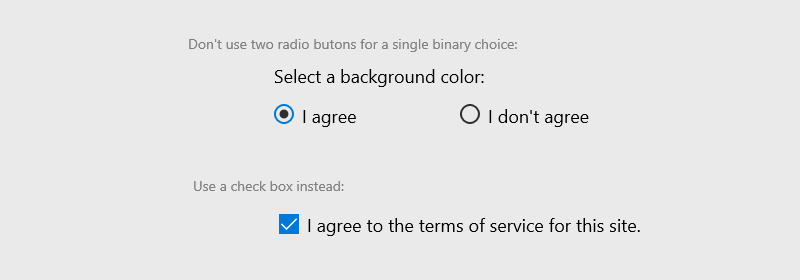 Don't use two radio butons for a single binary choice:
Select a background color:
I agree I don't agree
Use a check box instead:
I agree to the terms of service for this site.